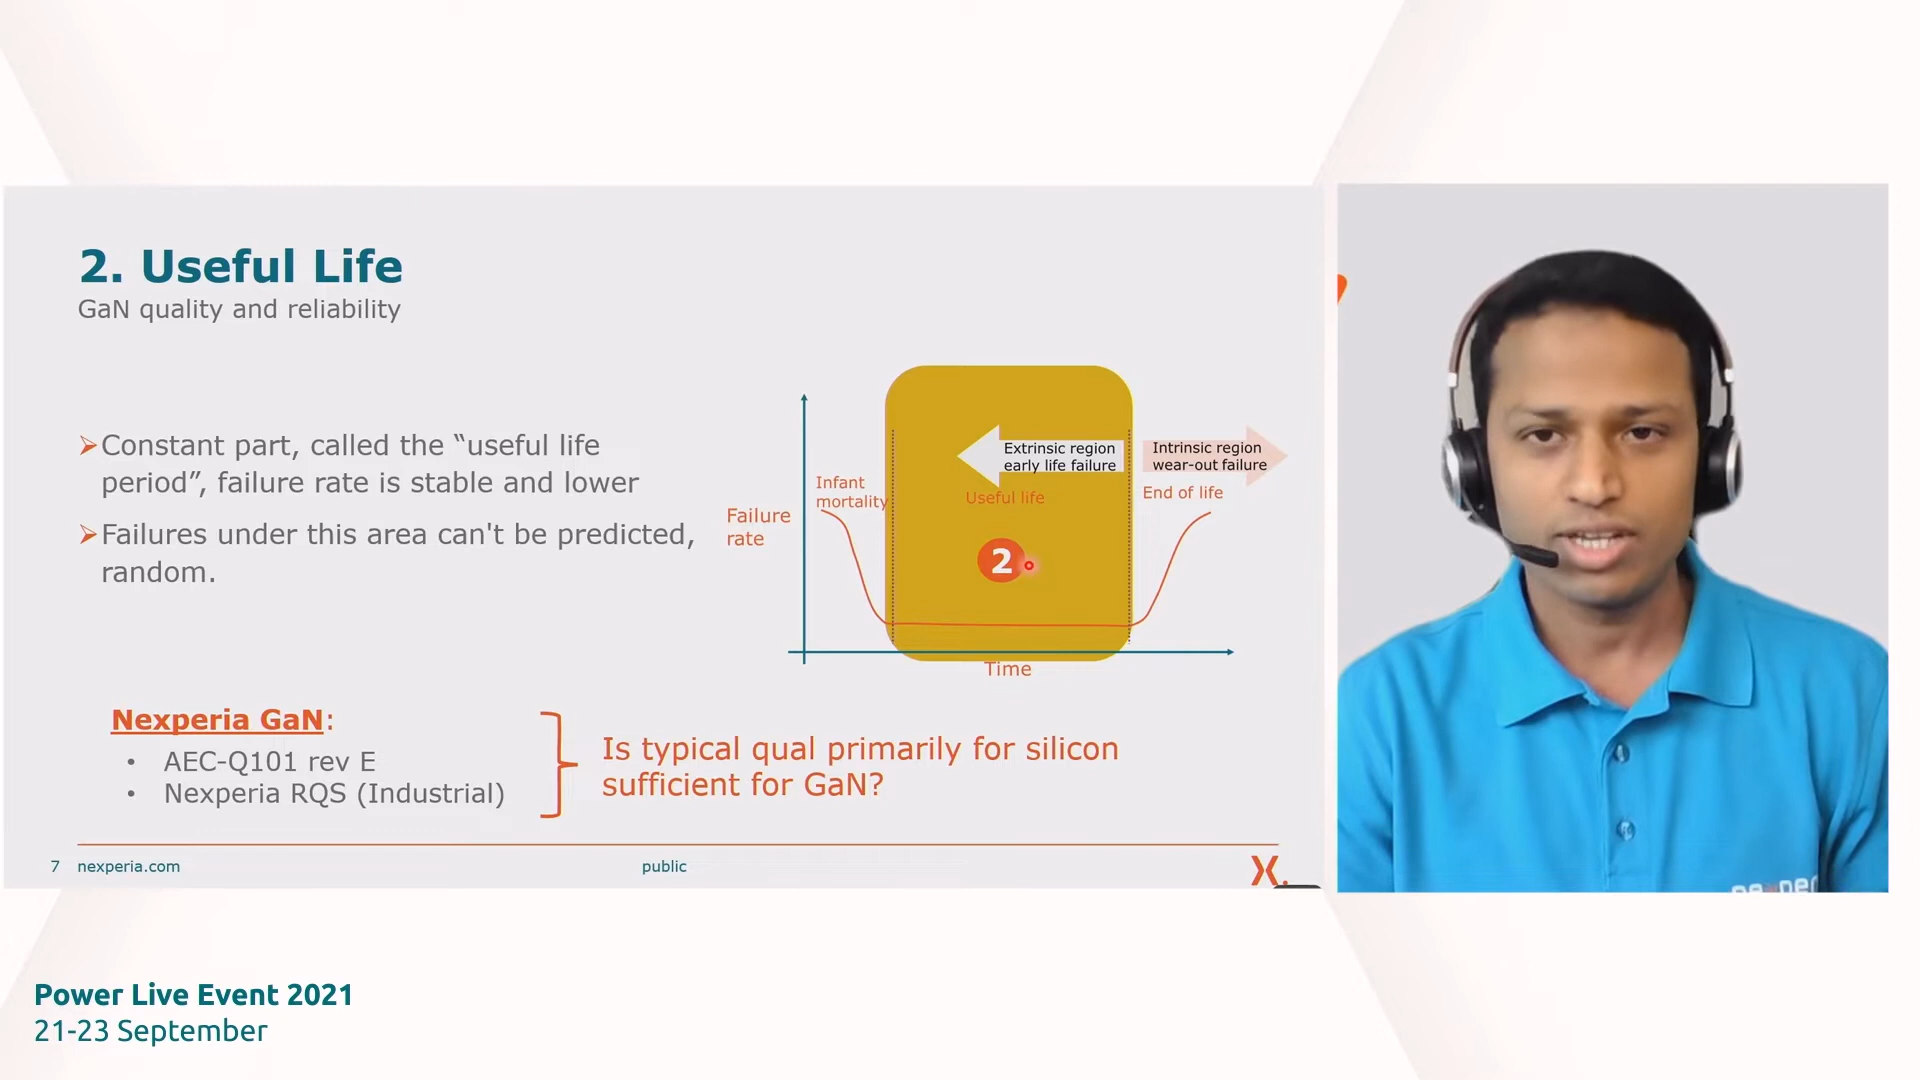 2. Useful Life
GaN quality and reliability
➢Constant part, called the “useful life
period”, failure rate is stable and lower
➢Failures under this area can't be predicted,
random.
Failure
rate
Infant
mortality
Extrinsic region
early life failure
Useful life
2
Intrinsic region
wear-out failure
End of life
Time
Nexperia GaN:
• AEC-Q101 rev E
• Nexperia RQS (Industrial)
Is typical qual primarily for silicon
sufficient for GaN?
7 nexperia.com
public
Power Live Event 2021
21-23 September